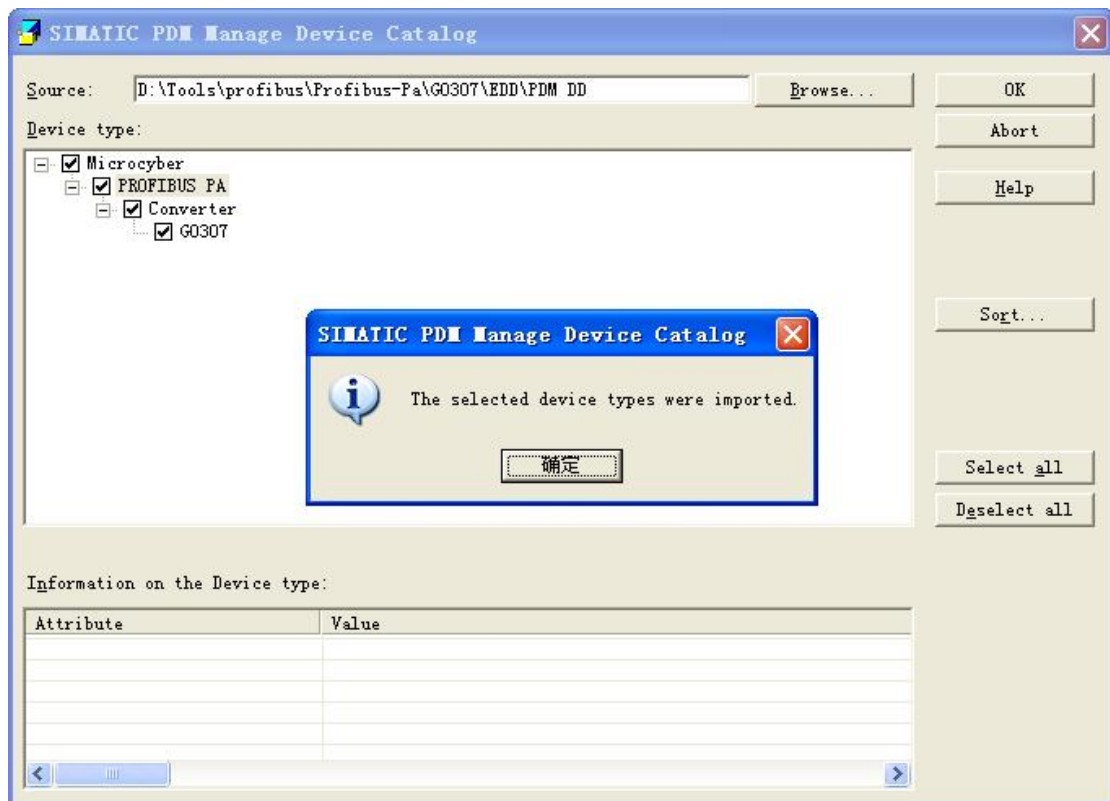 SIMATIC PDM Manage Device Catalog
Source: D:\Tools\profibus\Profibus-Pa\G0307\EDD\PDM DD Browse... OK
Device type: Abort
Microcyber
PROFIBUS PA Help
Converter
G0307
Sort...
SIMATIC PDM Manage Device Catalog
The selected device types were imported.
确定
Select all
Deselect all
Information on the Device type:
Attribute Value